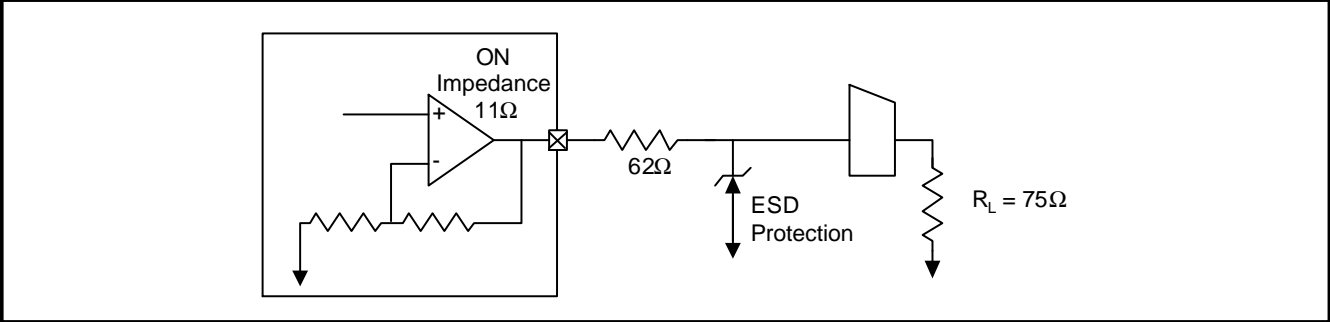 ON
Impedance
11Ω
+
-
62Ω
ESD
Protection
R_L = 75Ω